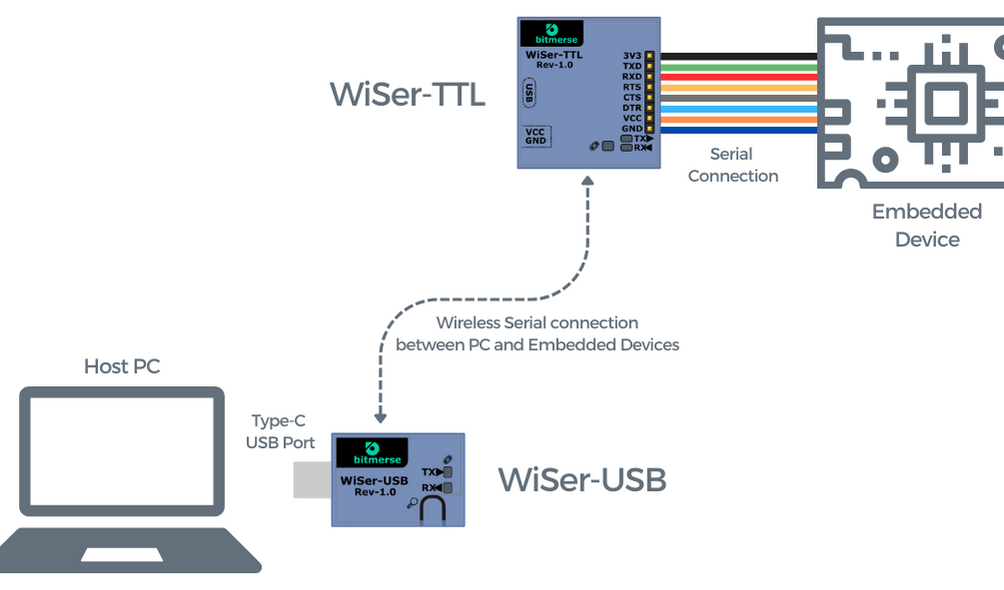 bitmerse
WiSer-TTL
Rev-1.0
USB
VCC
GND
3V3
TXD
RXD
RTS
CTS
DTR
VCC
GND
TX
RX
WiSer-TTL
Serial
Connection
Embedded
Device
Wireless Serial connection
between PC and Embedded Devices
Host PC
Type-C
USB Port
bitmerse
WiSer-USB
Rev-1.0
TX
RX
WiSer-USB